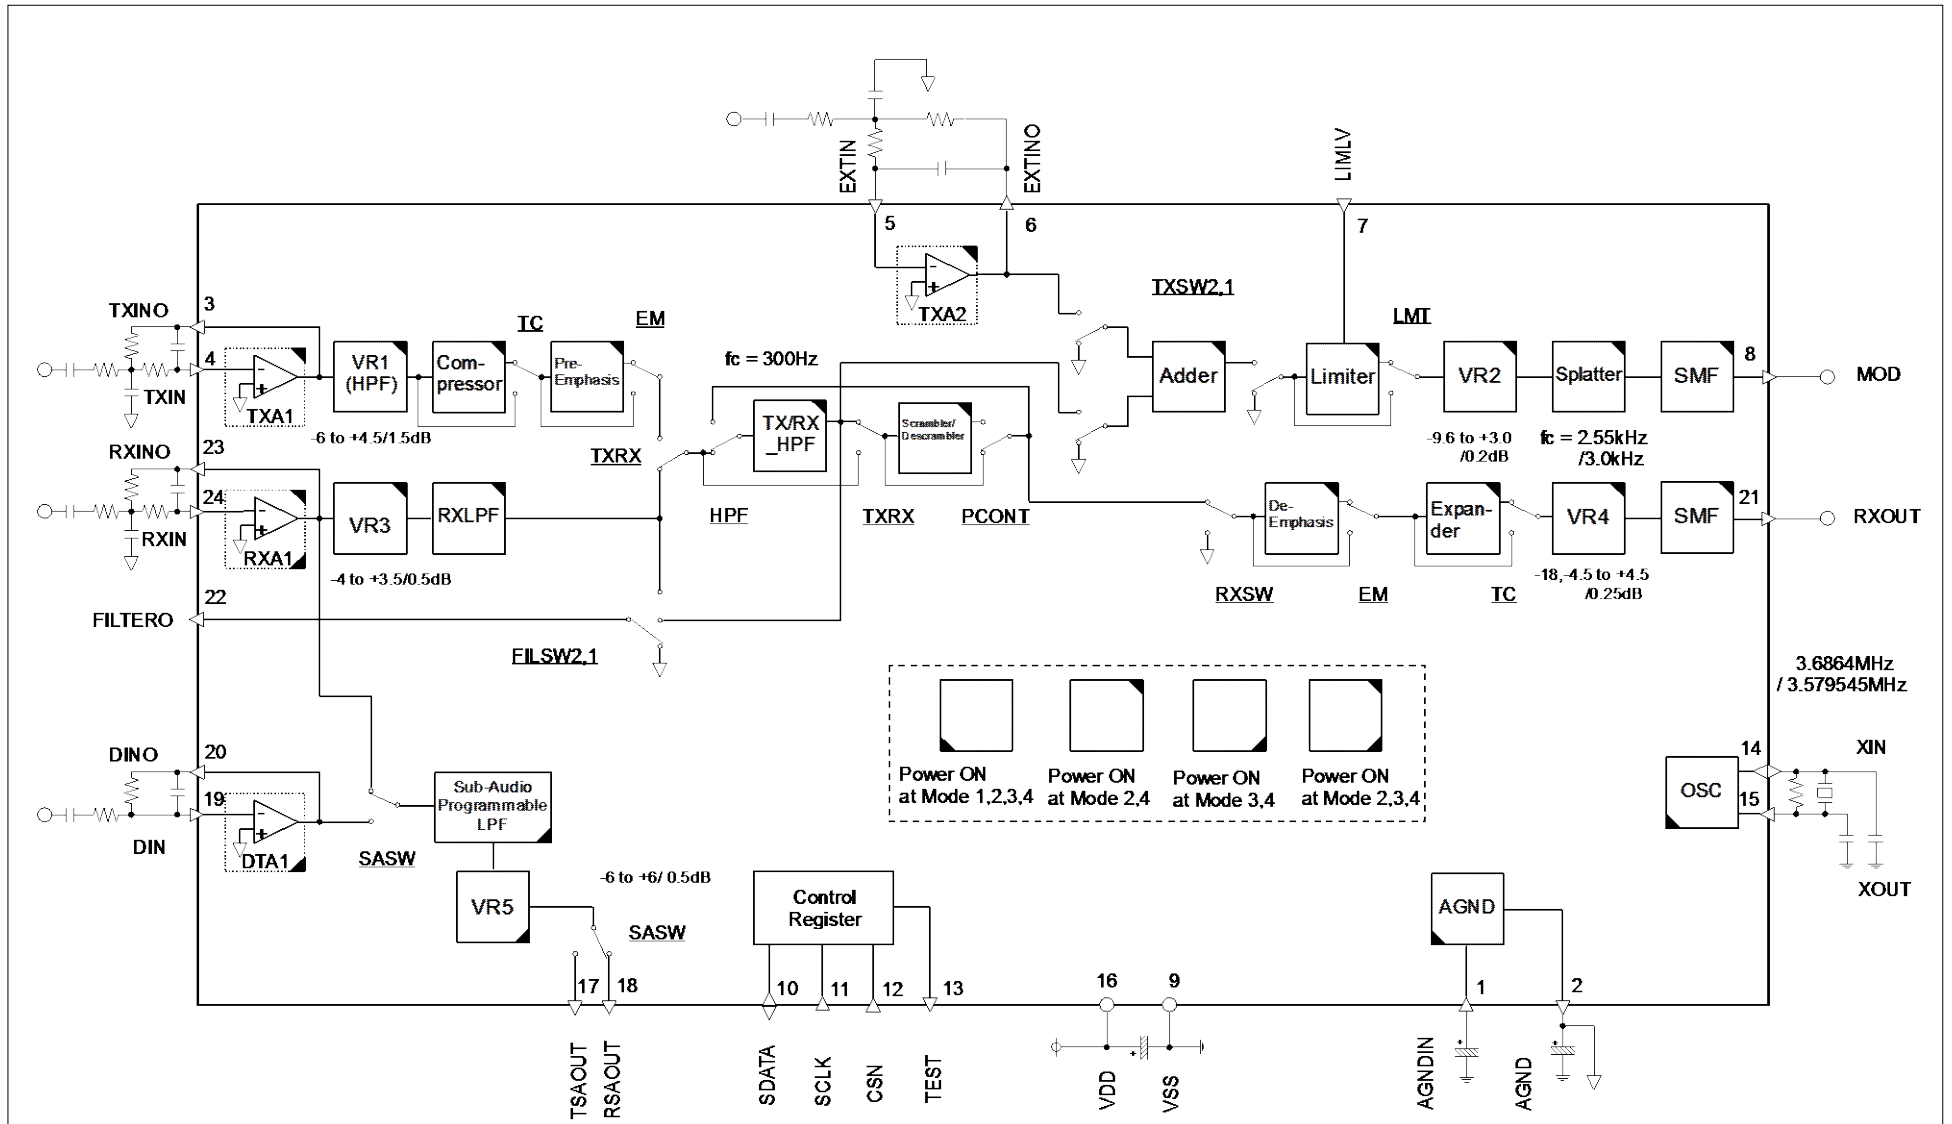 EXTIN
EXTINO
LIMLV
5
6
7
TXINO
3
4
TXIN
-
+
TXA1
VR1
(HPF)
-6 to +4.5/1.5dB
Com-
pressor
TC
Pre-
Emphasis
EM
-
+
TXA2
TXSW2,1
Adder
LMT
Limiter
VR2
-9.6 to +3.0
/0.2dB
Splatter
fc = 2.55kHz
/3.0kHz
SMF
8
MOD
fc = 300Hz
TX/RX
_HPF
Scrambler/
Descrambler
TXRX
HPF
TXRX
PCONT
RXINO
23
24
RXIN
-
+
RXA1
VR3
-4 to +3.5/0.5dB
RXLPF
De-
Emphasis
RXSW
EM
Expan-
der
TC
VR4
-18,-4.5 to +4.5
/0.25dB
SMF
21
RXOUT
22
FILTERO
FILSW2,1
Power ON
at Mode 1,2,3,4
Power ON
at Mode 2,4
Power ON
at Mode 3,4
Power ON
at Mode 2,3,4
3.6864MHz
/ 3.579545MHz
OSC
14
15
XIN
XOUT
DINO
20
19
DIN
-
+
DTA1
SASW
Sub-Audio
Programmable
LPF
VR5
-6 to +6/ 0.5dB
SASW
Control
Register
AGND
17
18
10
11
12
13
16
9
1
2
TSAOUT
RSAOUT
SDATA
SCLK
CSN
TEST
VDD
+
VSS
AGNDIN
+
AGND
+